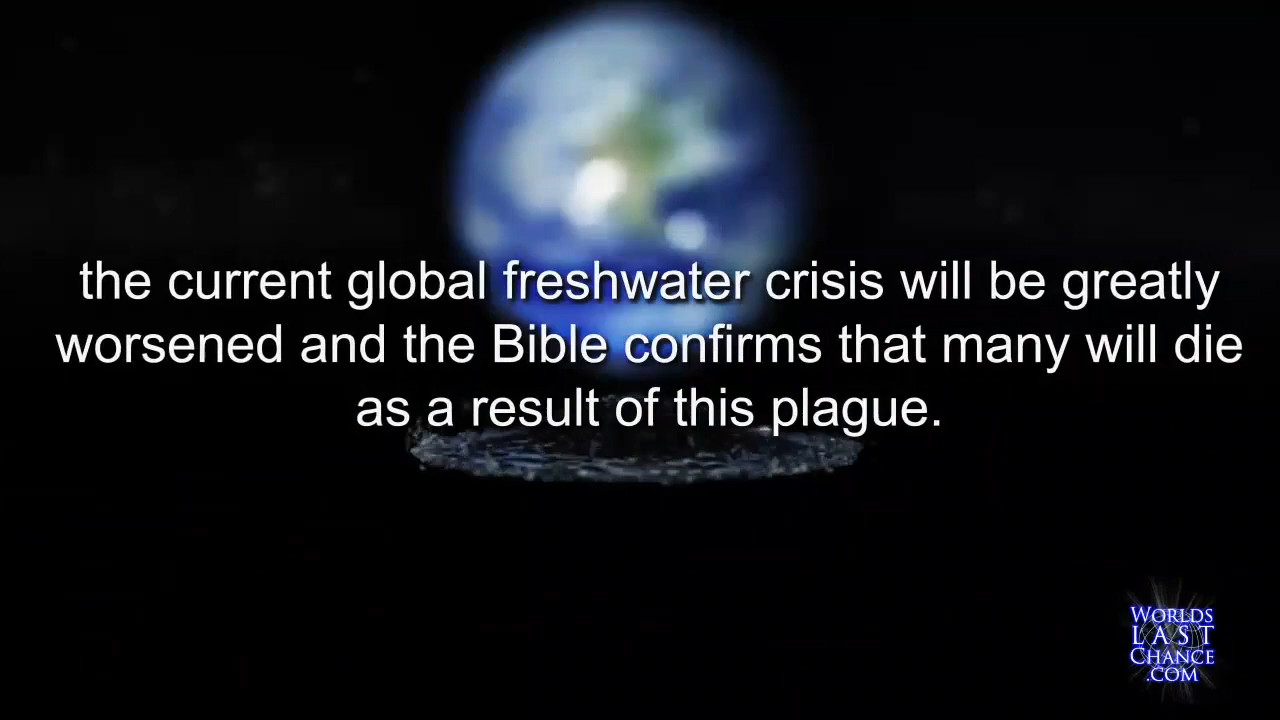 the current global freshwater crisis will be greatly
worsened and the Bible confirms that many will die
as a result of this plague.
WORLDS
LAST
CHANCE
.COM